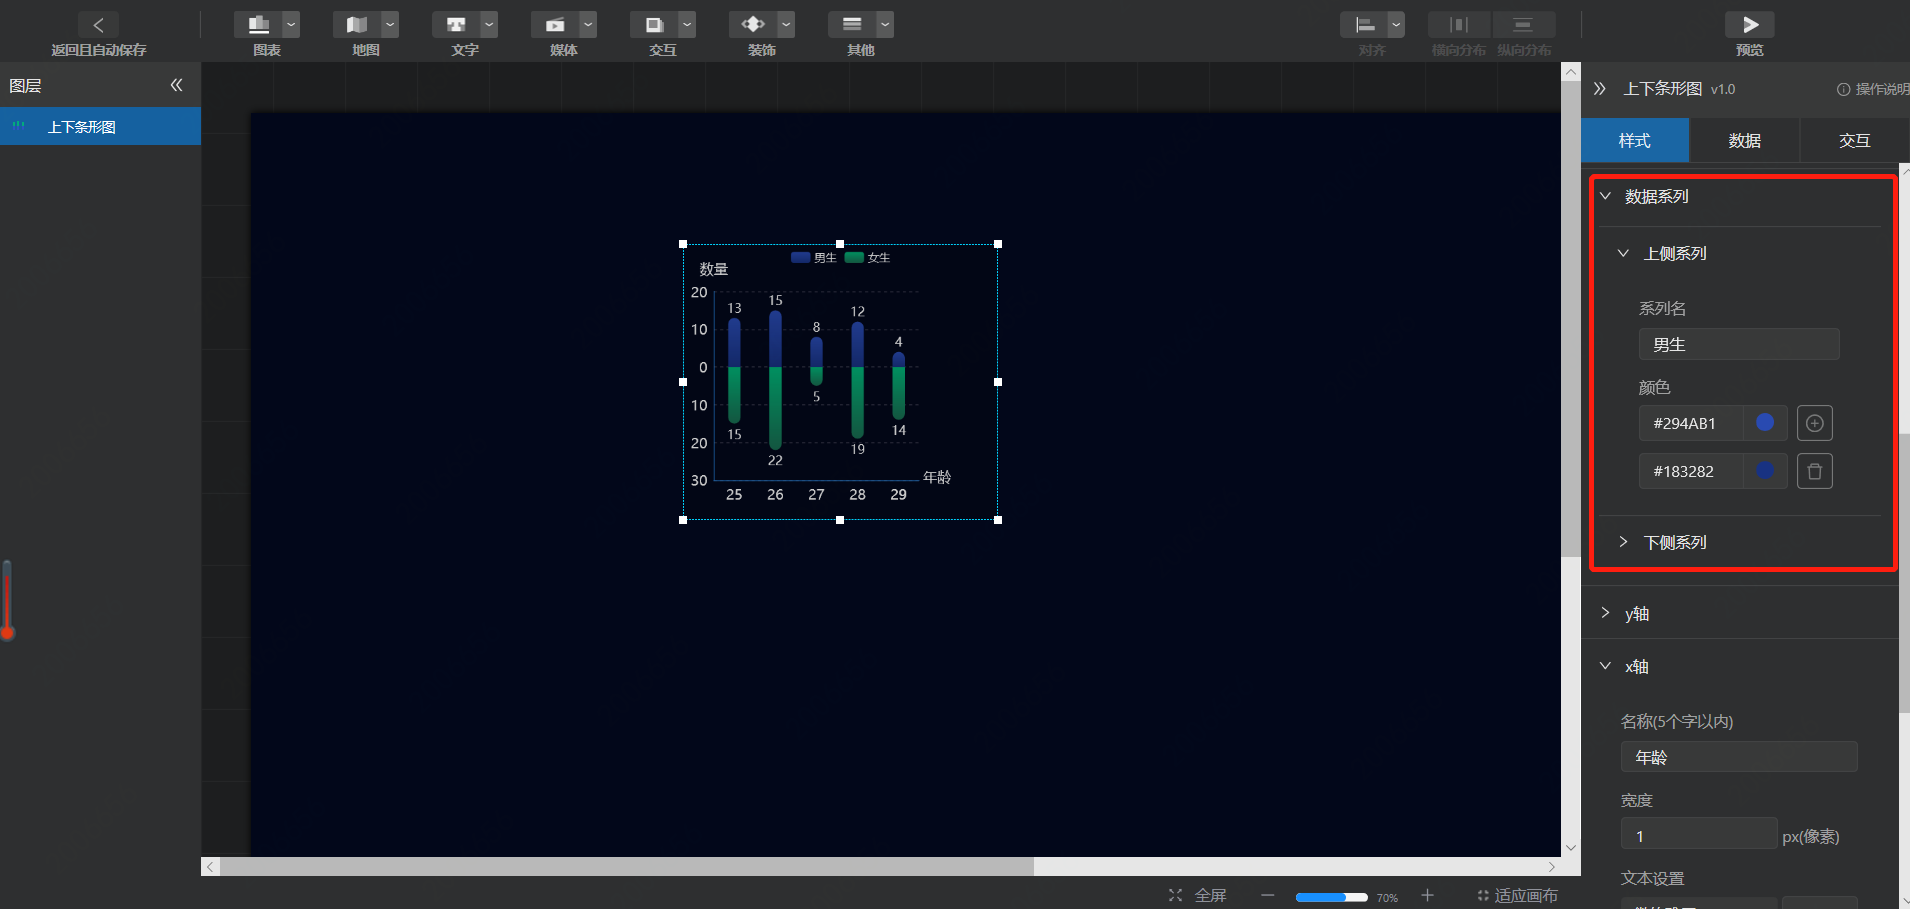 返回且自动保存
图表
地图
文字
媒体
交互
装饰
其他
对齐
横向分布
纵向分布
预览
图层
上下条形图
男生 女生
数量
20
10
0
10
20
30
13
15
8
12
4
15
22
5
19
14
25 26 27 28 29
年龄
全屏
70%
适应画布
上下条形图 v1.0
操作说明
样式
数据
交互
数据系列
上侧系列
系列名
男生
颜色
#294AB1
#183282
下侧系列
y轴
x轴
名称(5个字以内)
年龄
宽度
1
px(像素)
文本设置